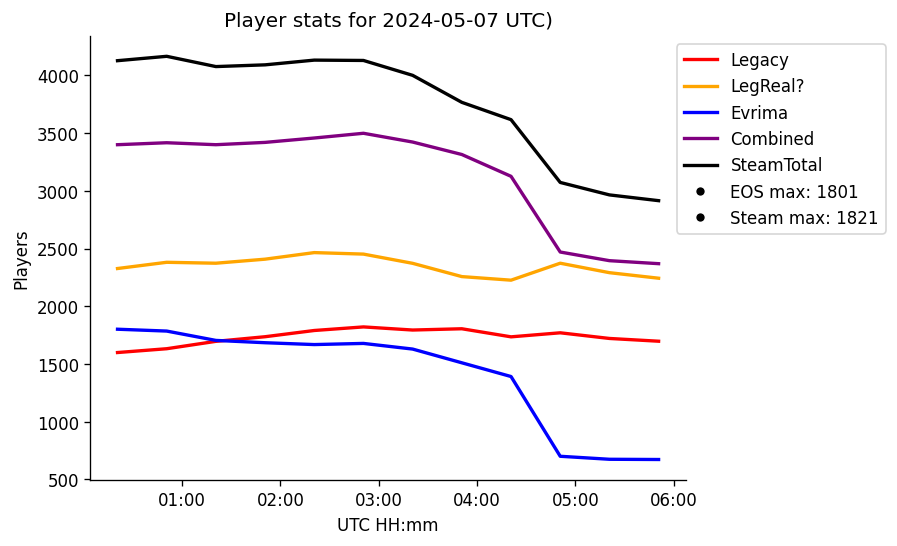 Player stats for 2024-05-07 UTC)
Legacy
LegReal?
Evrima
Combined
SteamTotal
EOS max: 1801
Steam max: 1821
Players
4000
3500
3000
2500
2000
1500
1000
500
01:00 02:00 03:00 04:00 05:00 06:00
UTC HH:mm